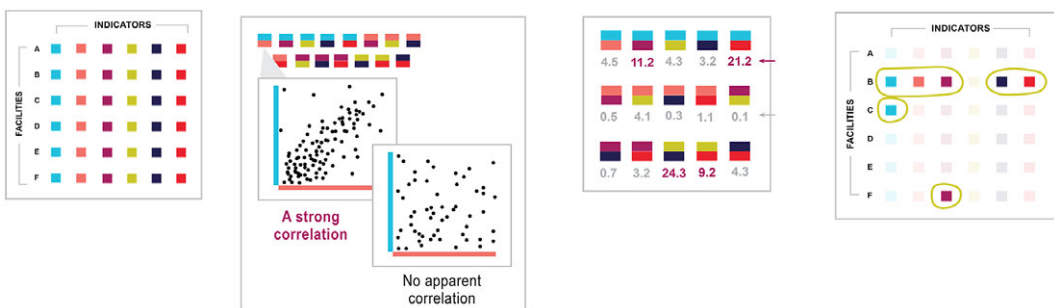 INDICATORS
FACILITIES
A
B
C
D
E
F
A strong
correlation
No apparent
correlation
4.5 11.2 4.3 3.2 21.2
0.5 4.1 0.3 1.1 0.1
0.7 3.2 24.3 9.2 4.3
INDICATORS
FACILITIES
A
B
C
D
E
F